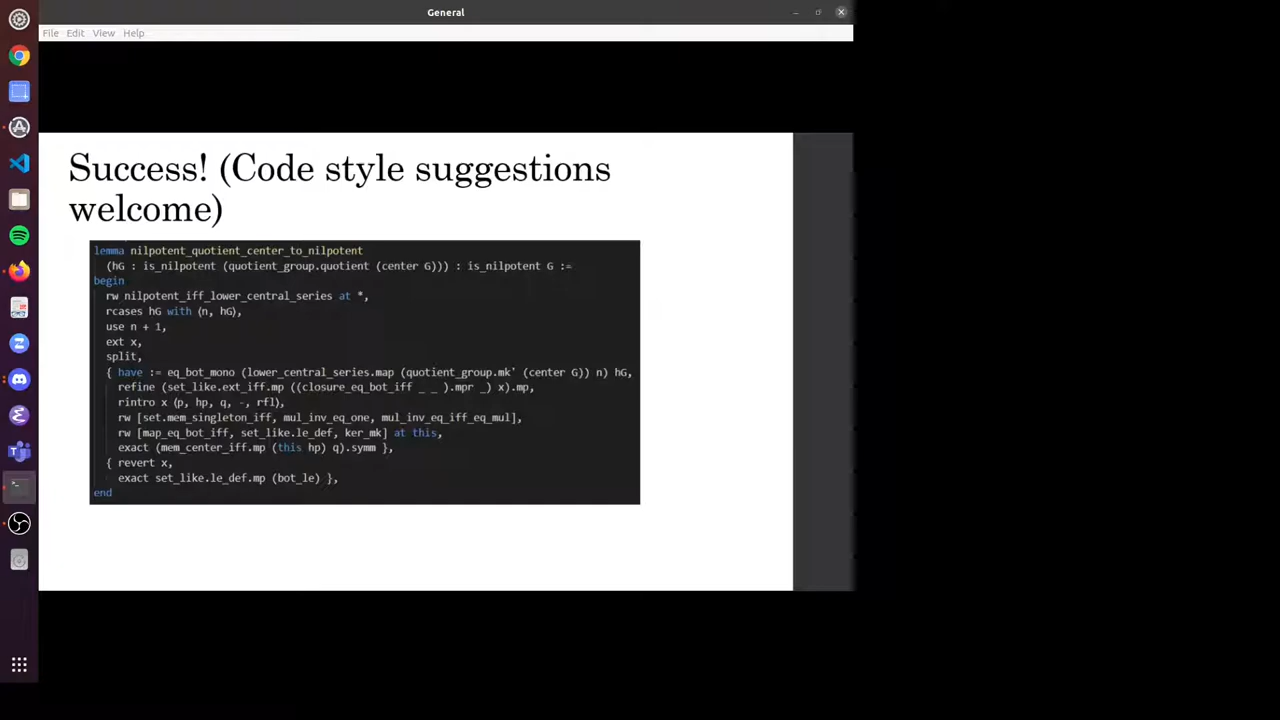 General
File Edit View Help
Success! (Code style suggestions
welcome)
lemma nilpotent_quotient_center_to_nilpotent
(hG : is_nilpotent (quotient_group.quotient (center G))) : is_nilpotent G :=
begin
rw nilpotent_iff_lower_central_series at *,
rcases hG with ⟨n, hG⟩,
use n + 1,
ext x,
split,
{ have := eq_bot_mono (lower_central_series.map (quotient_group.mk' (center G)) n) hG,
refine (set_like.ext_iff.mp ((closure_eq_bot_iff _ _ ).mpr _) x).mp,
rintro x ⟨p, hp, q, -, rfl⟩,
rw [set.mem_singleton_iff, mul_inv_eq_one, mul_inv_eq_iff_eq_mul],
rw [map_eq_bot_iff, set_like.le_def, ker_mk] at this,
exact (mem_center_iff.mp (this hp) q).symm },
{ revert x,
exact set_like.le_def.mp (bot_le) },
end